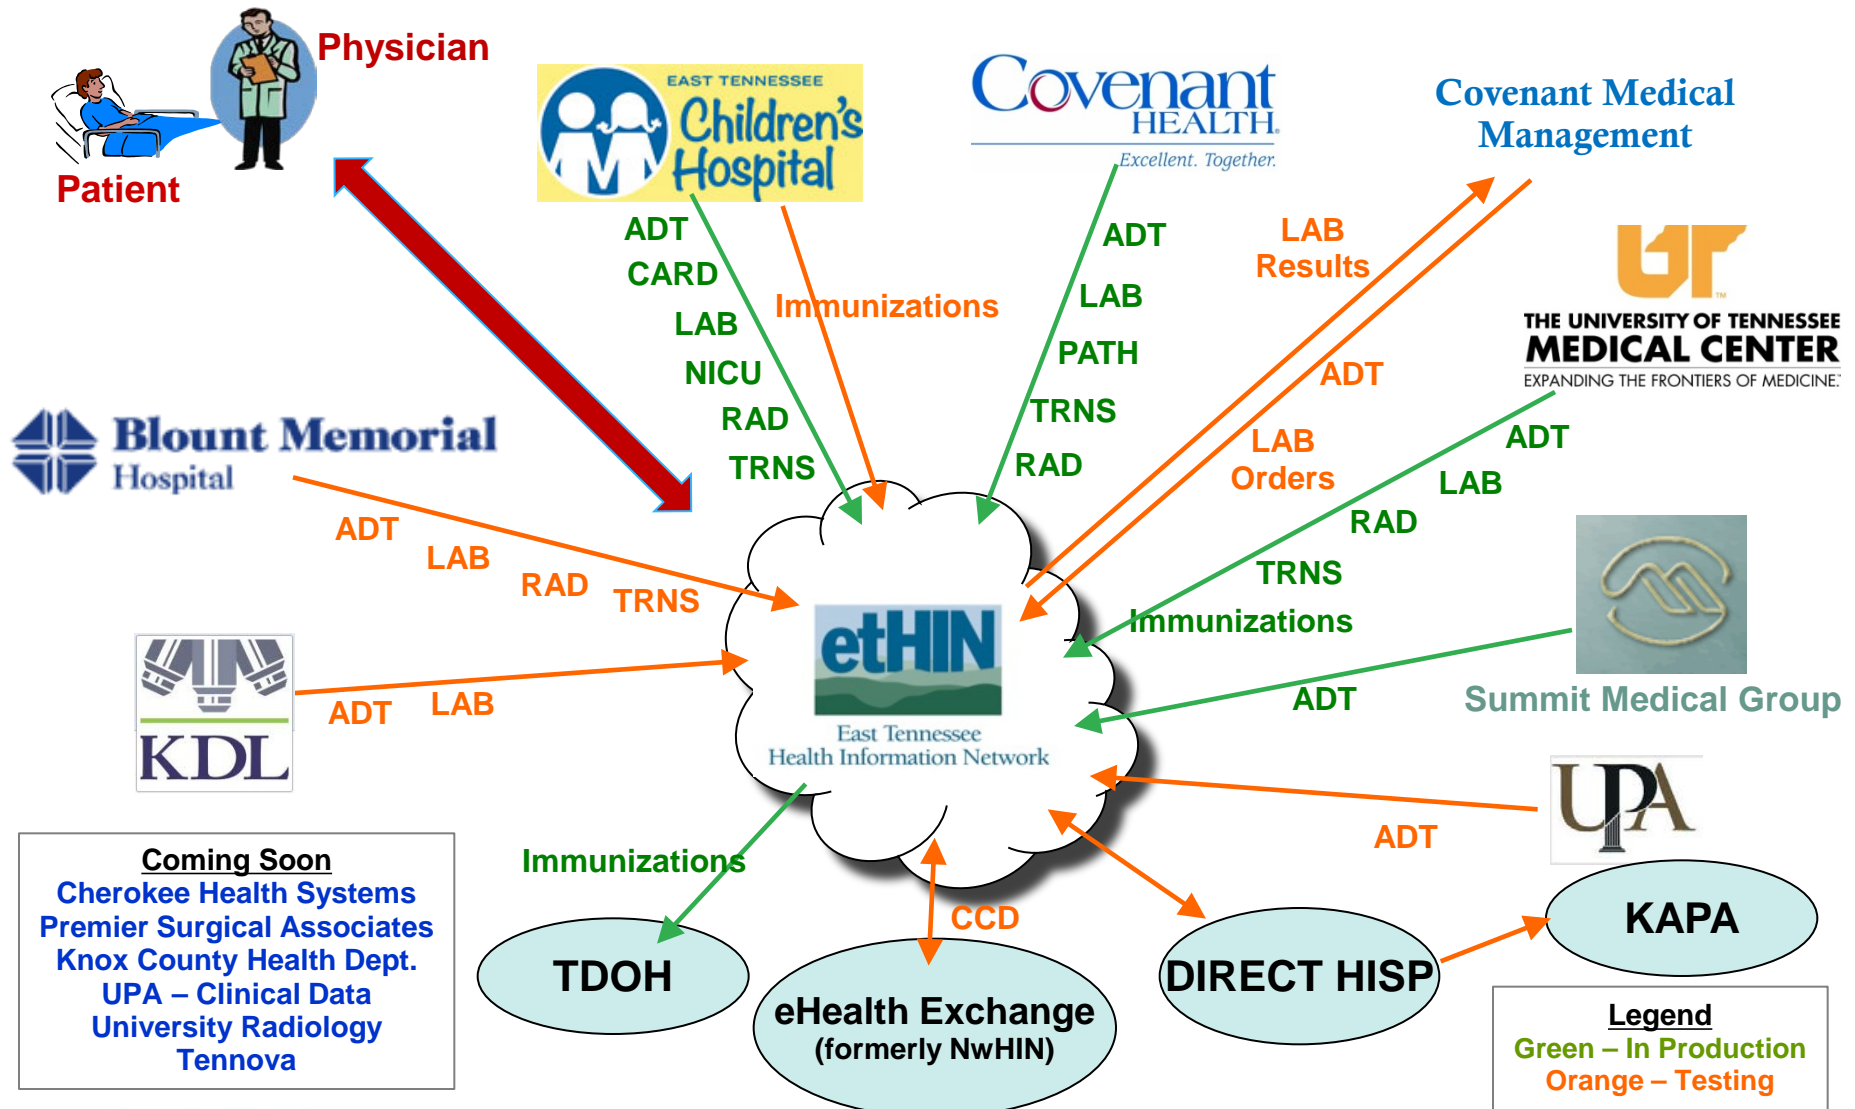 Physician
Patient
EAST TENNESSEE
Children's
Hospital
Covenant
HEALTH.
Excellent. Together.
Covenant Medical
Management
ADT
CARD
LAB
NICU
RAD
TRNS
Immunizations
ADT
LAB
PATH
TRNS
RAD
LAB
Results
ADT
LAB
Orders
UT
TM
THE UNIVERSITY OF TENNESSEE
MEDICAL CENTER
EXPANDING THE FRONTIERS OF MEDICINE.
ADT
LAB
RAD
TRNS
Immunizations
Blount Memorial
Hospital
ADT
LAB
RAD
TRNS
KDL
ADT
LAB
etHIN
East Tennessee
Health Information Network
Summit Medical Group
ADT
UPA
ADT
Immunizations
TDOH
CCD
eHealth Exchange
(formerly NwHIN)
DIRECT HISP
KAPA
Coming Soon
Cherokee Health Systems
Premier Surgical Associates
Knox County Health Dept.
UPA – Clinical Data
University Radiology
Tennova
Legend
Green – In Production
Orange – Testing